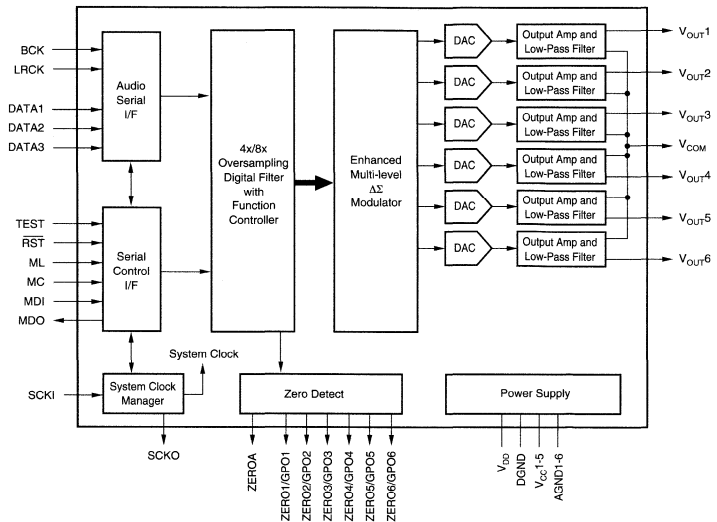 BCK
LRCK
DATA1
DATA2
DATA3
Audio
Serial
I/F
TEST
RST
ML
MC
MDI
MDO
Serial
Control
I/F
SCKI
System Clock
Manager
System Clock
SCKO
4x/8x
Oversampling
Digital Filter
with
Function
Controller
Enhanced
Multi-level
ΔΣ
Modulator
DAC
Output Amp and
Low-Pass Filter
VOUT1
DAC
Output Amp and
Low-Pass Filter
VOUT2
DAC
Output Amp and
Low-Pass Filter
VOUT3
VCOM
DAC
Output Amp and
Low-Pass Filter
VOUT4
DAC
Output Amp and
Low-Pass Filter
VOUT5
DAC
Output Amp and
Low-Pass Filter
VOUT6
Zero Detect
ZEROA
ZERO1/GPO1
ZERO2/GPO2
ZERO3/GPO3
ZERO4/GPO4
ZERO5/GPO5
ZERO6/GPO6
Power Supply
VDD
DGND
VCC1-5
AGND1-6